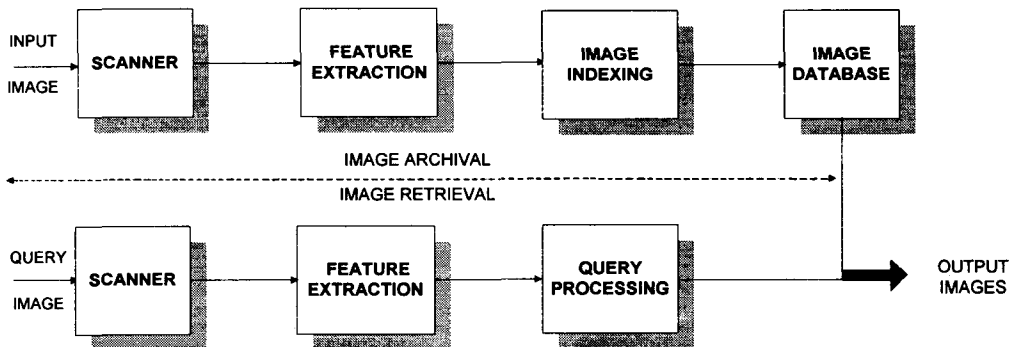 INPUT
IMAGE
SCANNER
FEATURE
EXTRACTION
IMAGE
INDEXING
IMAGE
DATABASE
IMAGE ARCHIVAL
IMAGE RETRIEVAL
QUERY
IMAGE
SCANNER
FEATURE
EXTRACTION
QUERY
PROCESSING
OUTPUT
IMAGES